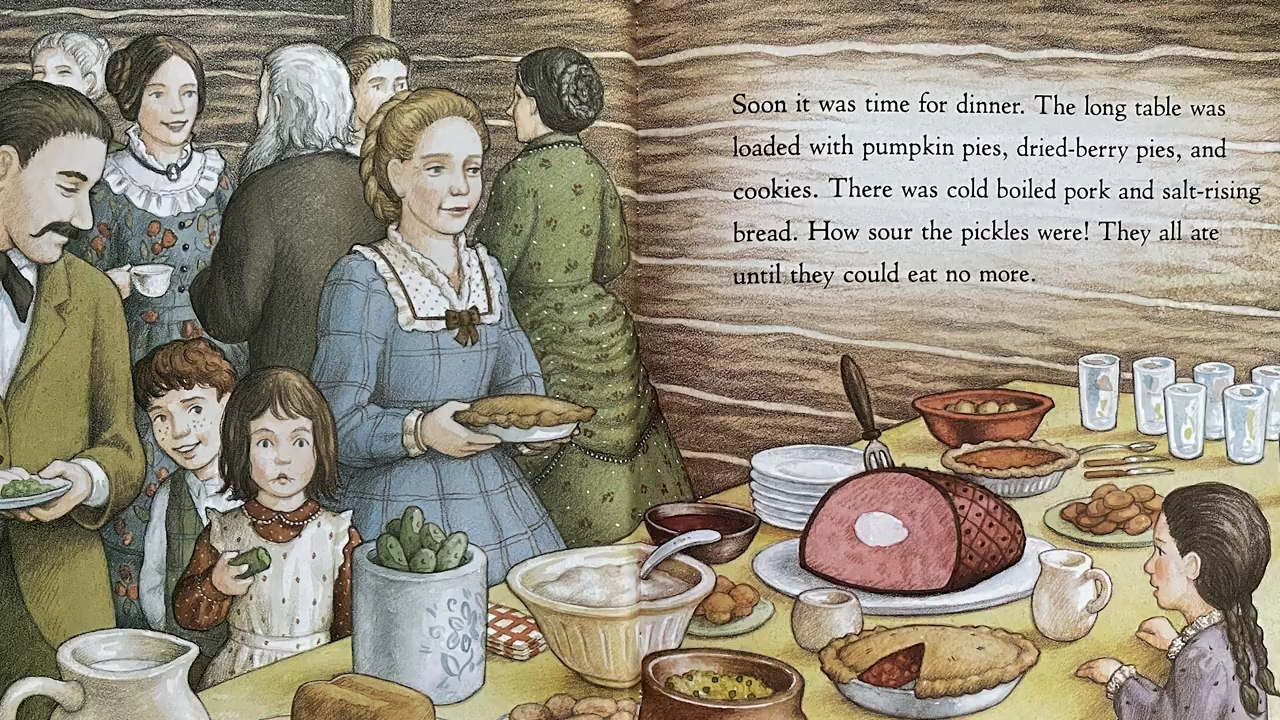 Soon it was time for dinner. The long table was
loaded with pumpkin pies, dried-berry pies, and
cookies. There was cold boiled pork and salt-rising
bread. How sour the pickles were! They all ate
until they could eat no more.